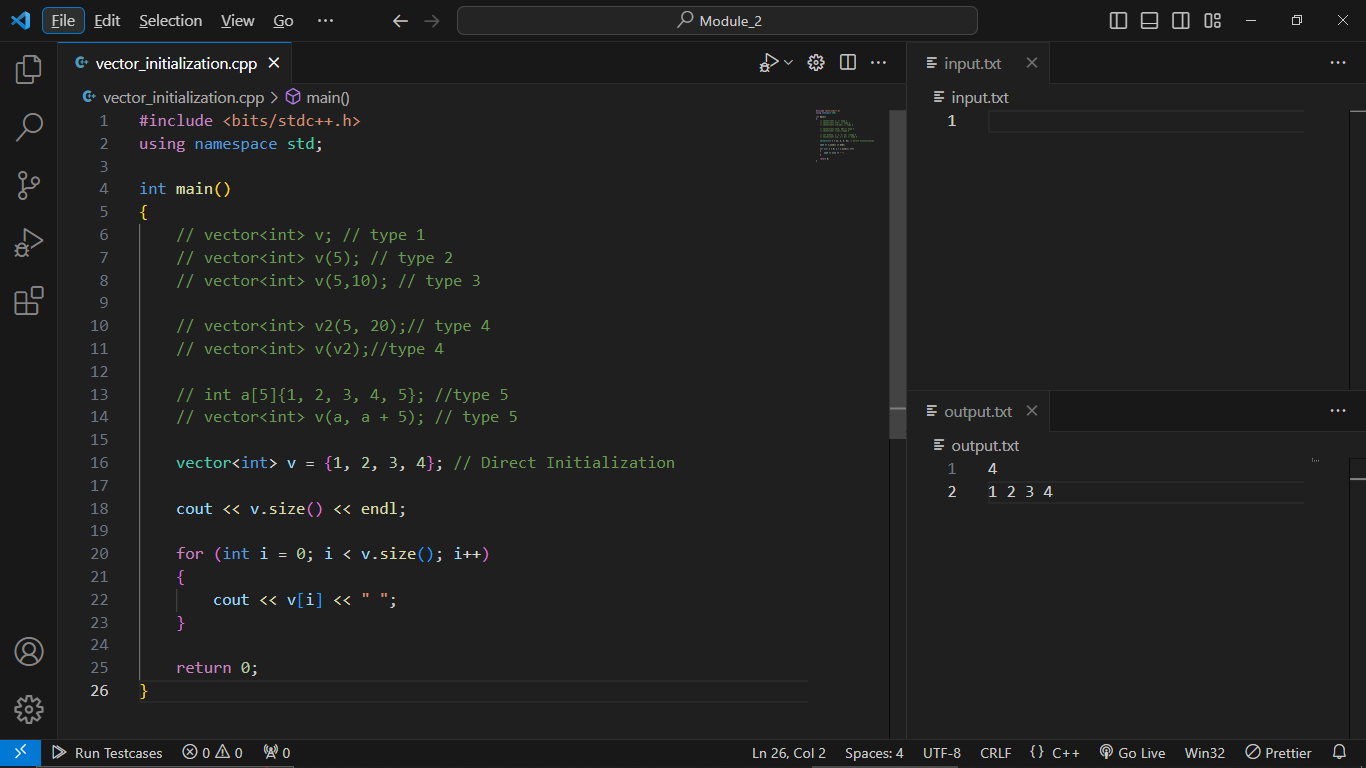 File Edit Selection View Go ··· Module_2
vector_initialization.cpp
vector_initialization.cpp > main()
1 #include <bits/stdc++.h>
2 using namespace std;
3
4 int main()
5 {
6 // vector<int> v; // type 1
7 // vector<int> v(5); // type 2
8 // vector<int> v(5,10); // type 3
9
10 // vector<int> v2(5, 20);// type 4
11 // vector<int> v(v2);//type 4
12
13 // int a[5]{1, 2, 3, 4, 5}; //type 5
14 // vector<int> v(a, a + 5); // type 5
15
16 vector<int> v = {1, 2, 3, 4}; // Direct Initialization
17
18 cout << v.size() << endl;
19
20 for (int i = 0; i < v.size(); i++)
21 {
22 cout << v[i] << " ";
23 }
24
25 return 0;
26 }
input.txt
input.txt
1
output.txt
output.txt
1 4
2 1 2 3 4
Run Testcases 0 0 0 Ln 26, Col 2 Spaces: 4 UTF-8 CRLF {} C++ Go Live Win32 Prettier